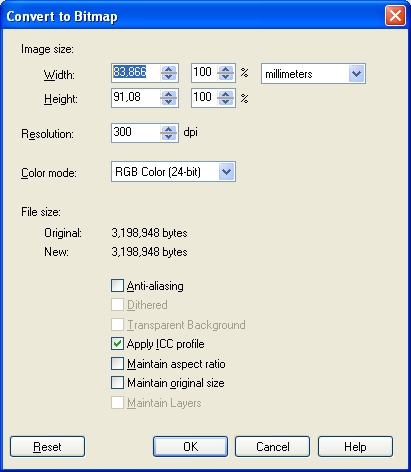 Convert to Bitmap
Image size:
Width: 83,866 100 % millimeters
Height: 91,08 100 %
Resolution: 300 dpi
Color mode: RGB Color (24-bit)
File size:
Original: 3,198,948 bytes
New: 3,198,948 bytes
Anti-aliasing
Dithered
Transparent Background
Apply ICC profile
Maintain aspect ratio
Maintain original size
Maintain Layers
Reset OK Cancel Help